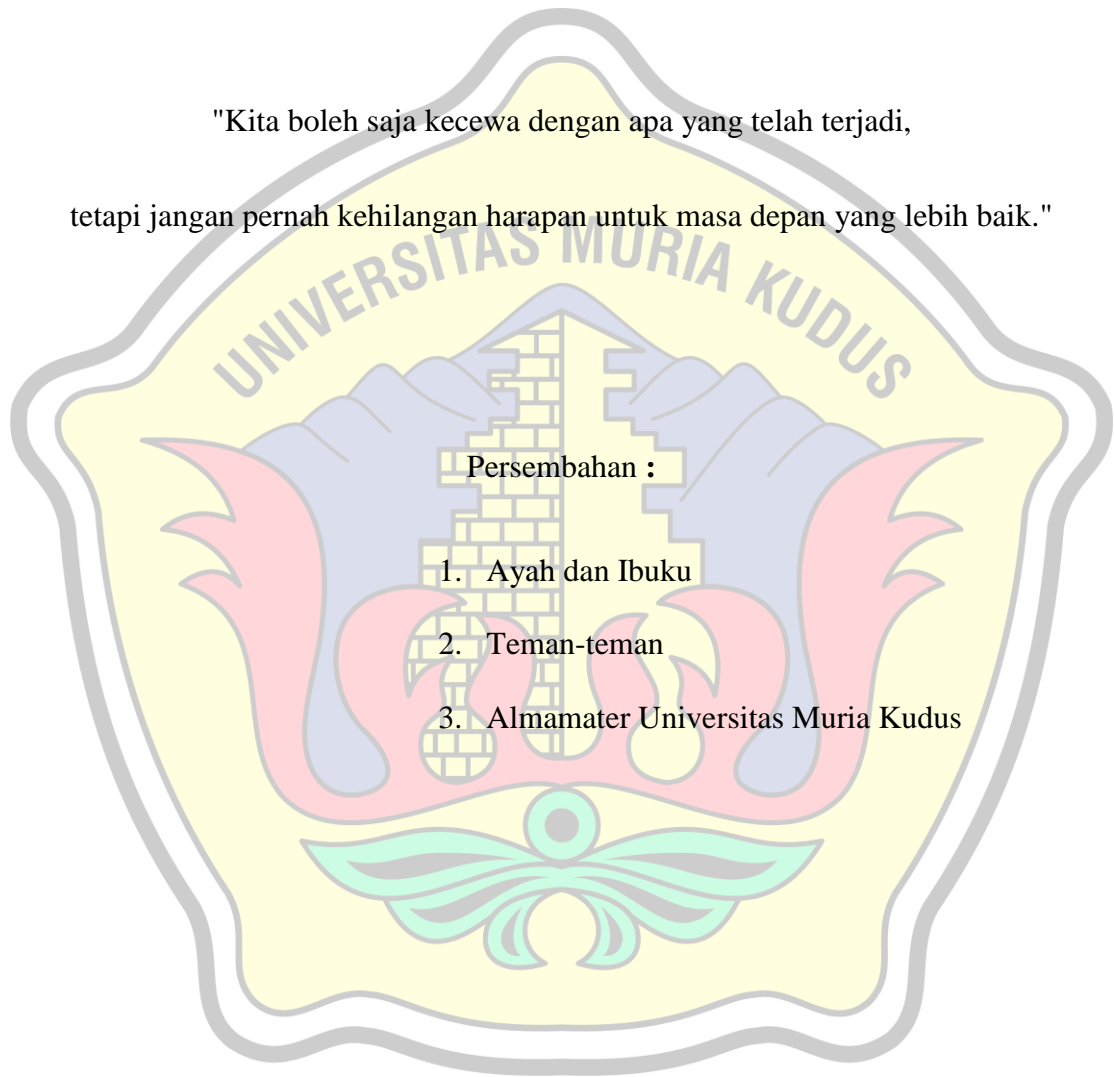 "Kita boleh saja kecewa dengan apa yang telah terjadi,
tetapi jangan pernah kehilangan harapan untuk masa depan yang lebih baik."
UNIVERSITAS MURIA KUDUS
Persembahan :
1. Ayah dan Ibuku
2. Teman-teman
3. Almamater Universitas Muria Kudus